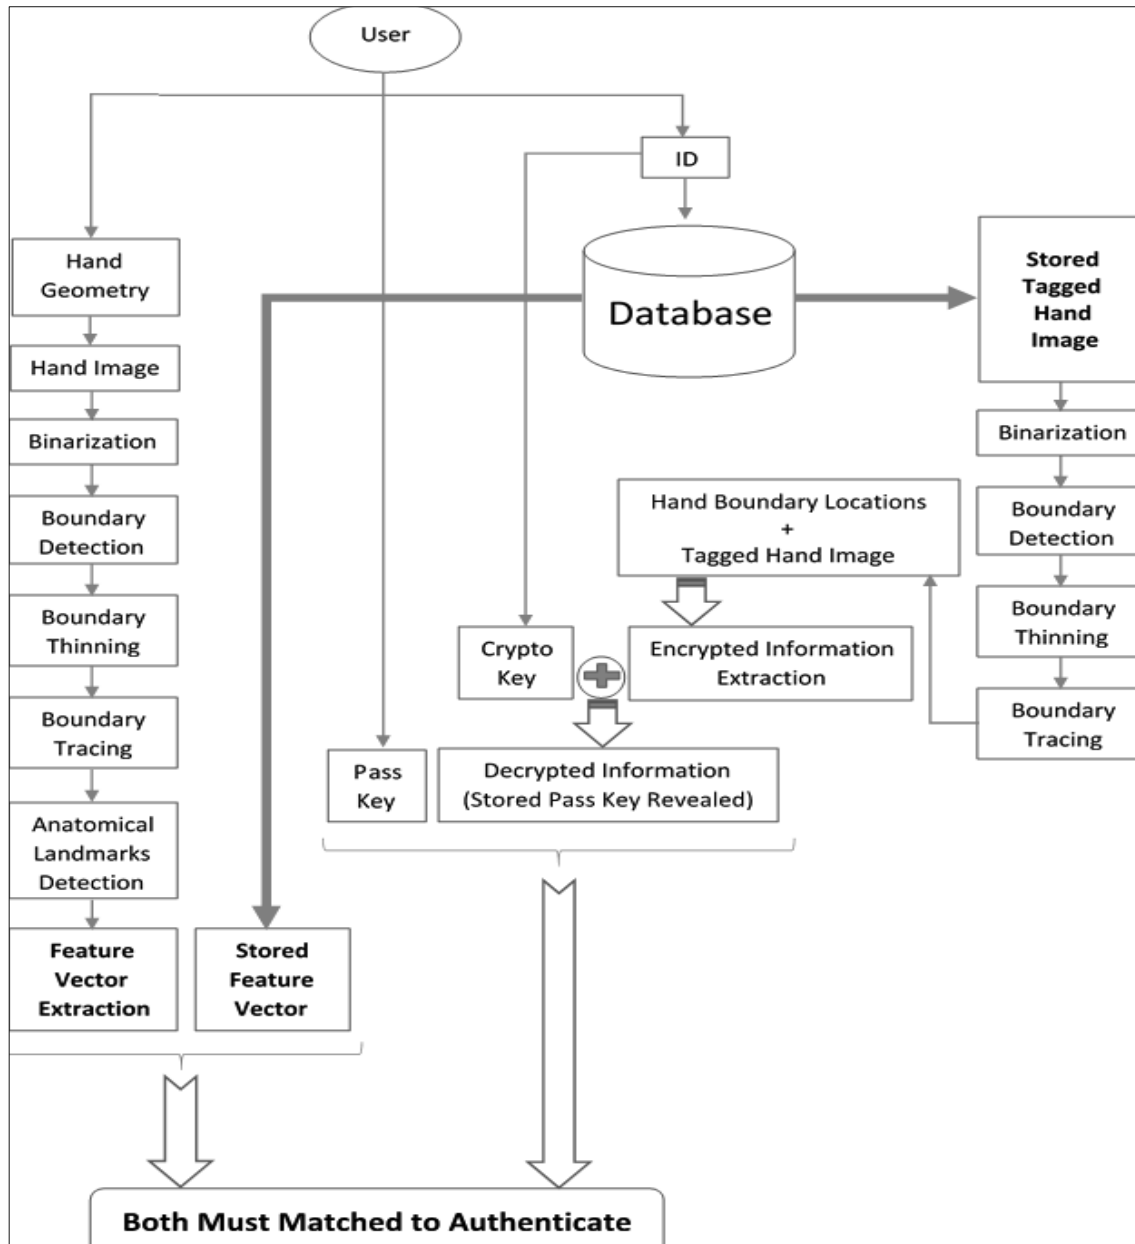 User
ID
Hand
Geometry
Hand Image
Binarization
Boundary
Detection
Boundary
Thinning
Boundary
Tracing
Anatomical
Landmarks
Detection
Feature
Vector
Extraction
Stored
Feature
Vector
Database
Stored
Tagged
Hand
Image
Binarization
Boundary
Detection
Boundary
Thinning
Boundary
Tracing
Hand Boundary Locations
+
Tagged Hand Image
Crypto
Key
Encrypted Information
Extraction
Pass
Key
Decrypted Information
(Stored Pass Key Revealed)
Both Must Matched to Authenticate